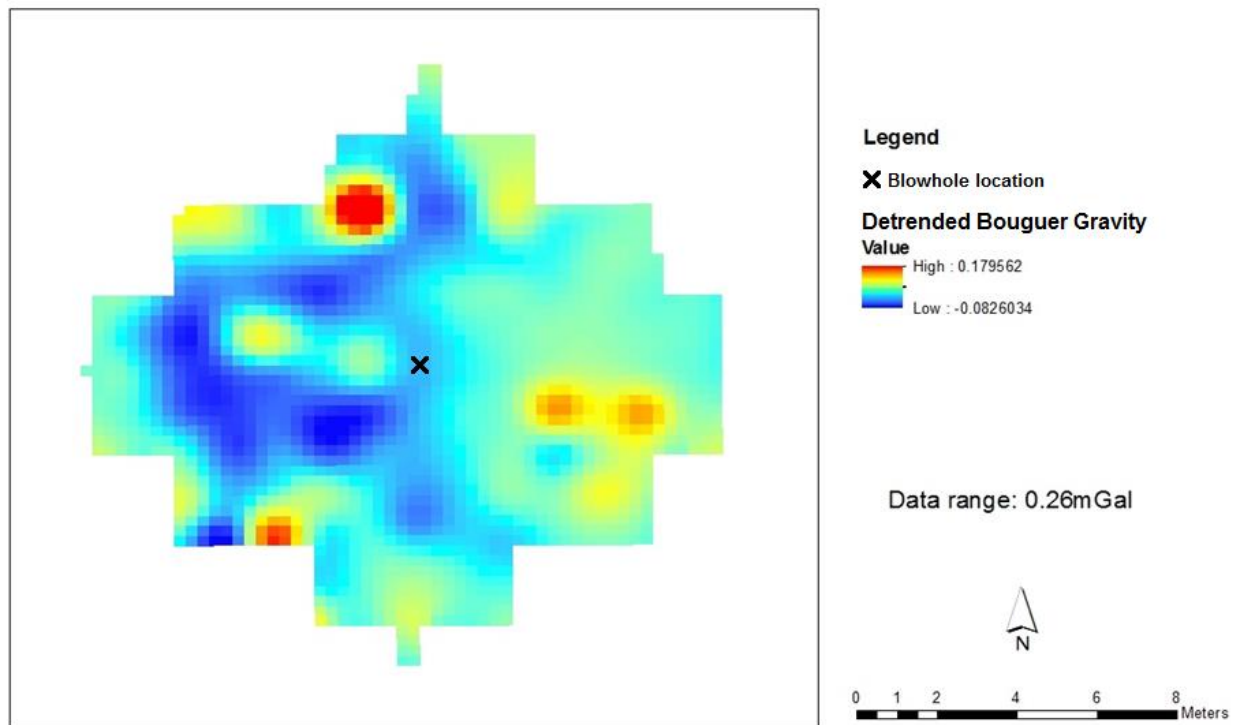 Legend
Blowhole location
Detrended Bouguer Gravity
Value
High : 0.179562
Low : -0.0826034
Data range: 0.26mGal
N
0 1 2 4 6 8
Meters